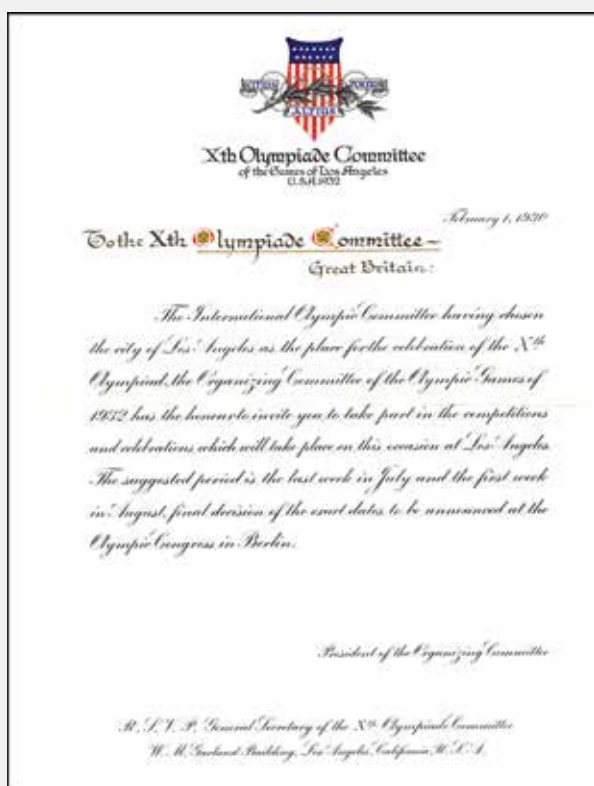 CITIUS FORTIUS
ALTIUS
Xth Olympiade Committee
of the Games of Los Angeles
U.S.A. 1932
February 1, 1930
To the Xth Olympiade Committee —
Great Britain:
The International Olympic Committee having chosen
the city of Los Angeles as the place for the celebration of the Xth
Olympiad, the Organizing Committee of the Olympic Games of
1932 has the honour to invite you to take part in the competitions
and celebrations which will take place on this occasion at Los Angeles.
The suggested period is the last week in July and the first week
in August, final decision of the exact dates to be announced at the
Olympic Congress in Berlin.
President of the Organizing Committee
R. S. V. P. General Secretary of the Xth Olympiade Committee
W. M. Garland Building, Los Angeles, California, U. S. A.